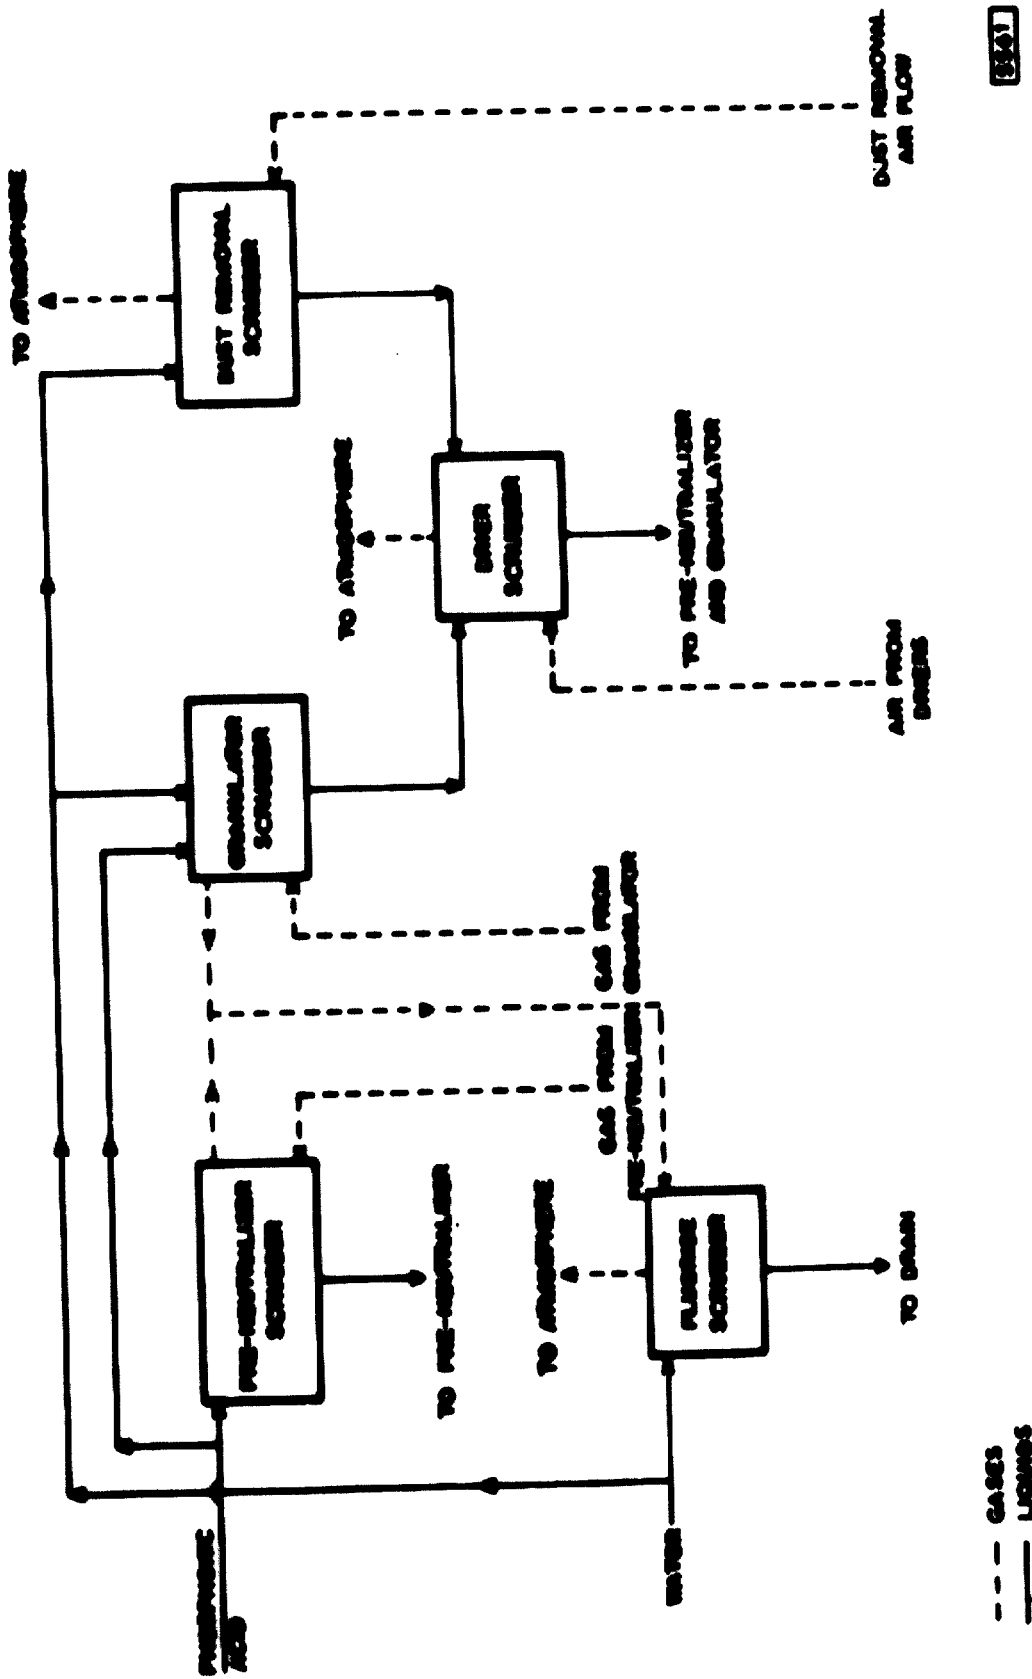 PHOSPHORIC
ACID
WATER
PRE-NEUTRALIZER
SCRUBBER
TO PRE-NEUTRALIZER
GAS FROM
PRE-NEUTRALIZER
GAS FROM
GRANULATOR
TO ATMOSPHERE
FLUORINE
SCRUBBER
TO DRAIN
GRANULATOR
SCRUBBER
TO ATMOSPHERE
DRIER
SCRUBBER
TO PRE-NEUTRALIZER
AND GRANULATOR
AIR FROM
DRIERS
TO ATMOSPHERE
DUST REMOVAL
SCRUBBER
DUST REMOVAL
AIR FLOW
GASES
LIQUIDS